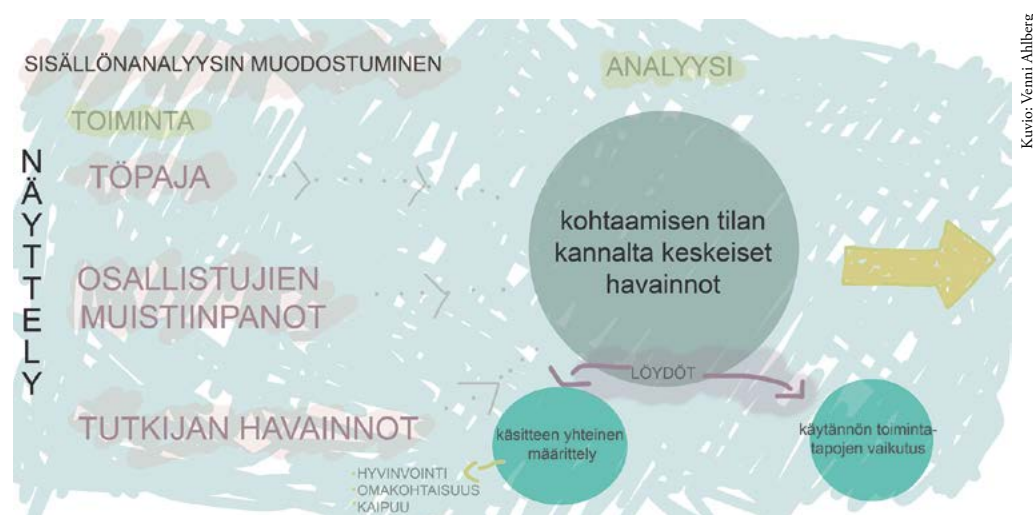 SISÄLLÖNANALYYSIN MUODOSTUMINEN
ANALYYSI
TOIMINTA
NÄYTTELY
TÖPAJA
OSALLISTUJIEN
MUISTIINPANOT
TUTKIJAN HAVAINNOT
kohtaamisen tilan
kannalta keskeiset
havainnot
LÖYDÖT
käsitteen yhteinen
määrittely
käytännön toiminta-
tapojen vaikutus
HYVINVOINTI
OMAKOHTAISUUS
KAIPUU
Kuvio: Venni Ahlberg